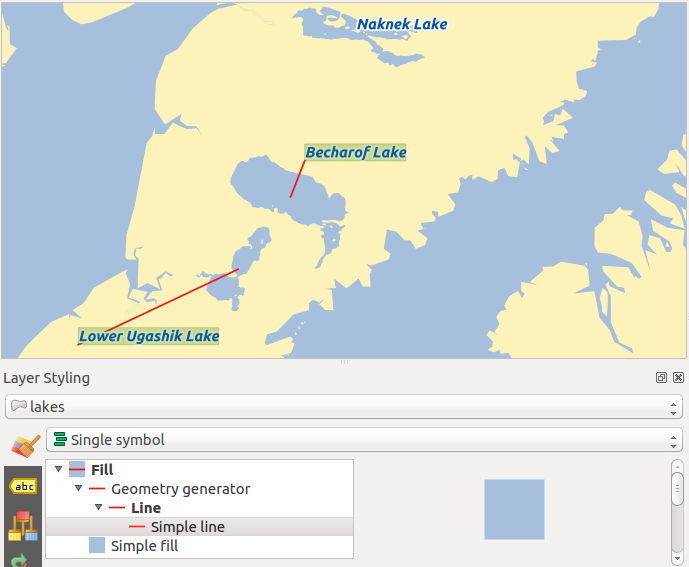 Naknek Lake
Becharof Lake
Lower Ugashik Lake
Layer Styling
lakes
Single symbol
abc
Fill
Geometry generator
Line
Simple line
Simple fill